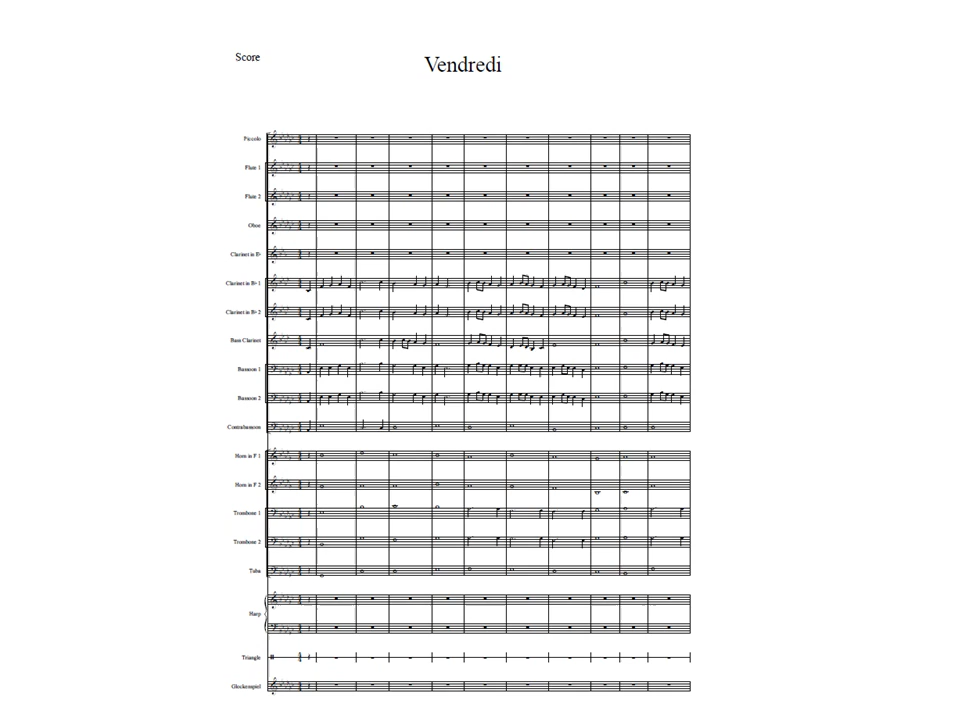 Score
Vendredi
Piccolo
Flute 1
Flute 2
Oboe
Clarinet in E♭
Clarinet in B♭ 1
Clarinet in B♭ 2
Bass Clarinet
Bassoon 1
Bassoon 2
Contrabassoon
Horn in F 1
Horn in F 2
Trombone 1
Trombone 2
Tuba
Harp
Triangle
Glockenspiel